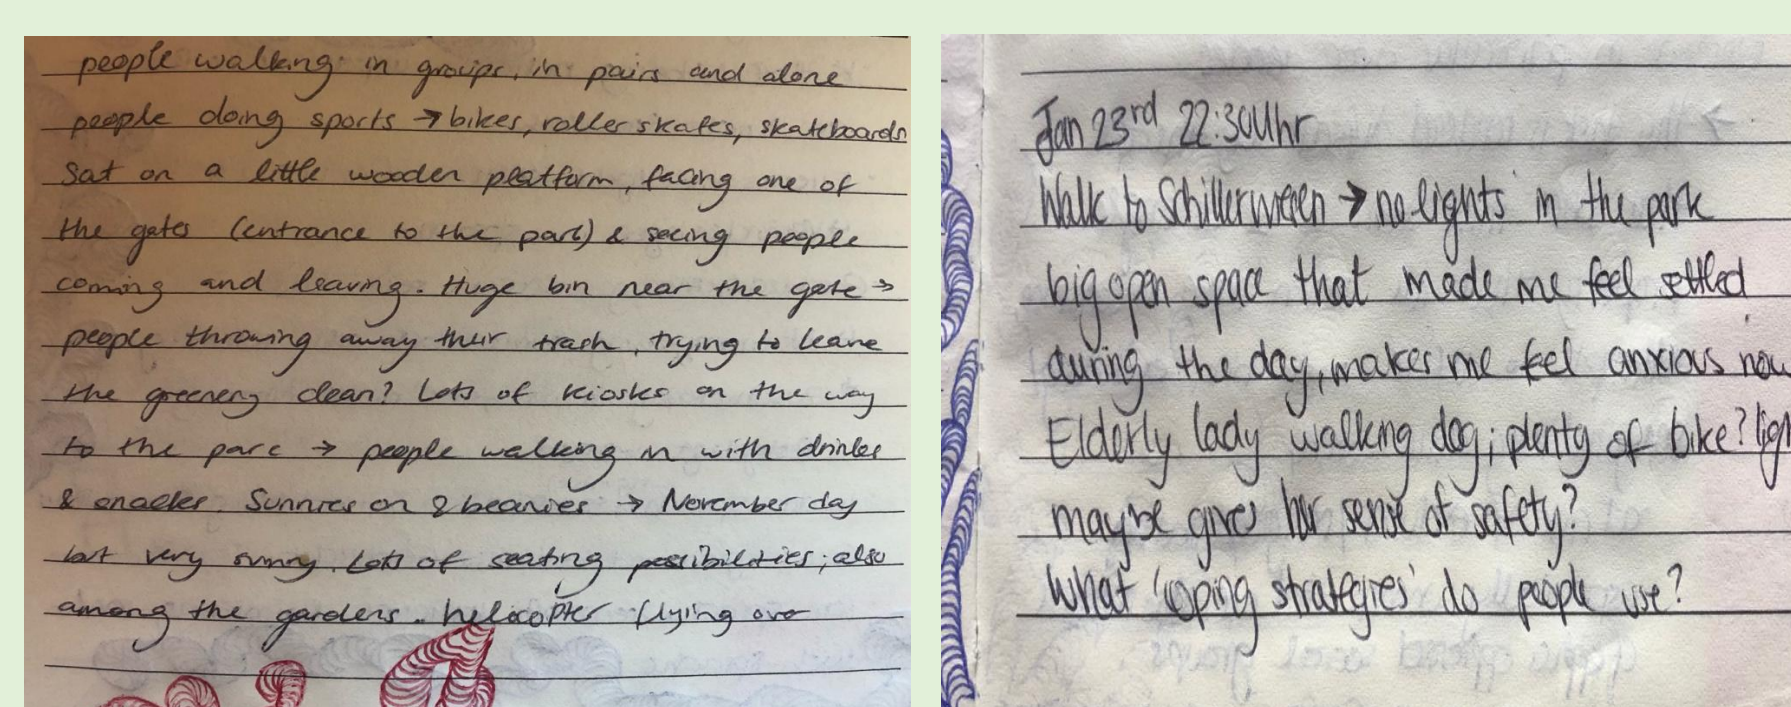 people walking in groups, in pairs and alone
people doing sports → bikes, roller skates, skateboards
Sat on a little wooden platform, facing one of
the gates (entrance to the parc) & seeing people
coming and leaving. Huge bin near the gate →
people throwing away their trash, trying to leave
the greenery clean? Lots of kiosks on the way
to the parc → people walking in with drinks
& snacks. Sunnies on & beanies → November day
but very sunny. Lots of seating possibilities; also
among the gardens. helicopter flying over
Jan 23rd 22:30Uhr
Walk to Schillerwiesen → no lights in the park
big open space that made me feel settled
during the day, makes me feel anxious now
Elderly lady walking dog; plenty of bike?
maybe gives her sense of safety?
What 'coping strategies' do people use?